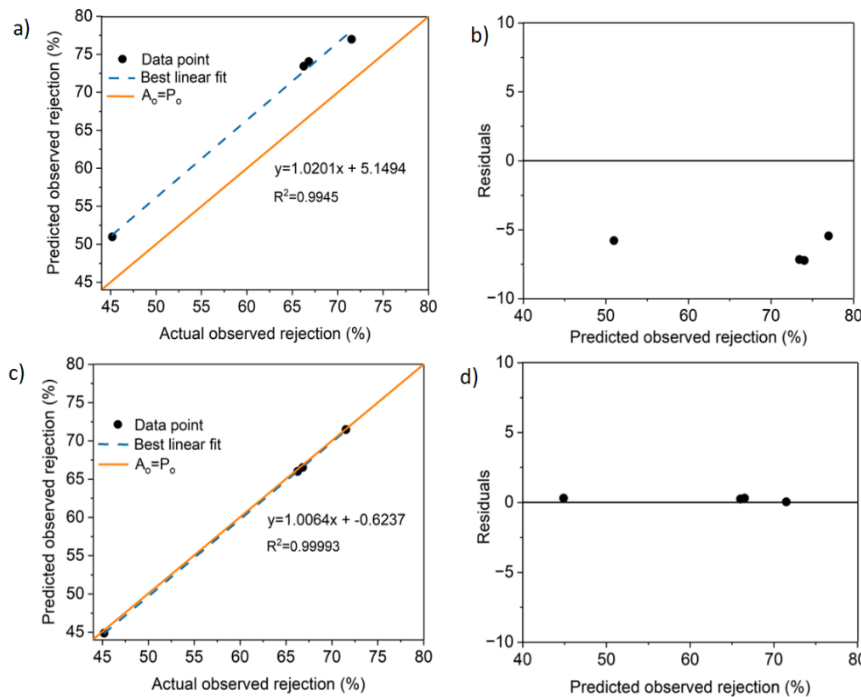 a)
Predicted observed rejection (%)
80
75
70
65
60
55
50
45
Data point
Best linear fit
Aₒ=Pₒ
y=1.0201x + 5.1494
R²=0.9945
45 50 55 60 65 70 75 80
Actual observed rejection (%)
b)
Residuals
10
5
0
−5
−10
40 50 60 70 80
Predicted observed rejection (%)
c)
Predicted observed rejection (%)
80
75
70
65
60
55
50
45
Data point
Best linear fit
Aₒ=Pₒ
y=1.0064x + -0.6237
R²=0.99993
45 50 55 60 65 70 75 80
Actual observed rejection (%)
d)
Residuals
10
5
0
−5
−10
40 50 60 70 80
Predicted observed rejection (%)